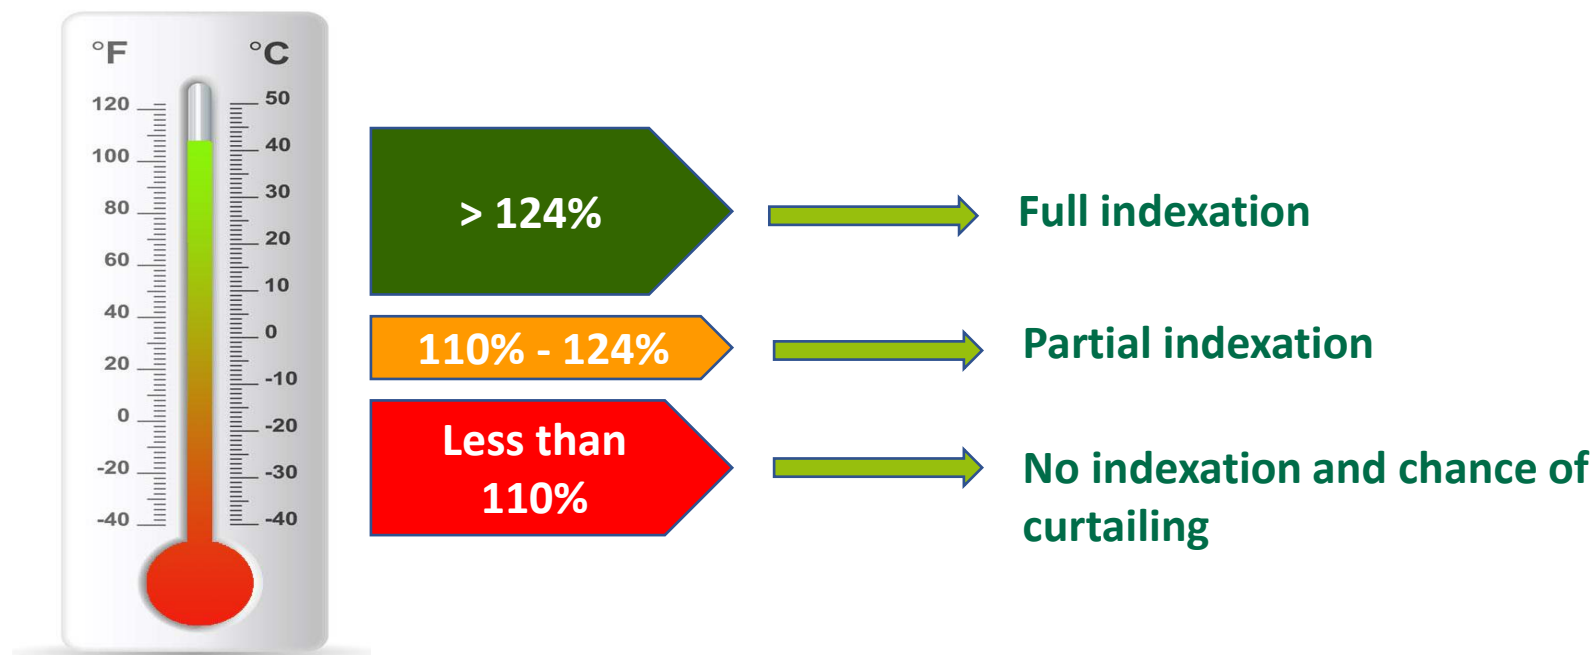 °F
°C
120
100
80
60
40
20
0
-20
-40
50
40
30
20
10
0
-10
-20
-30
-40
> 124%
Full indexation
110% - 124%
Partial indexation
Less than
110%
No indexation and chance of
curtailing